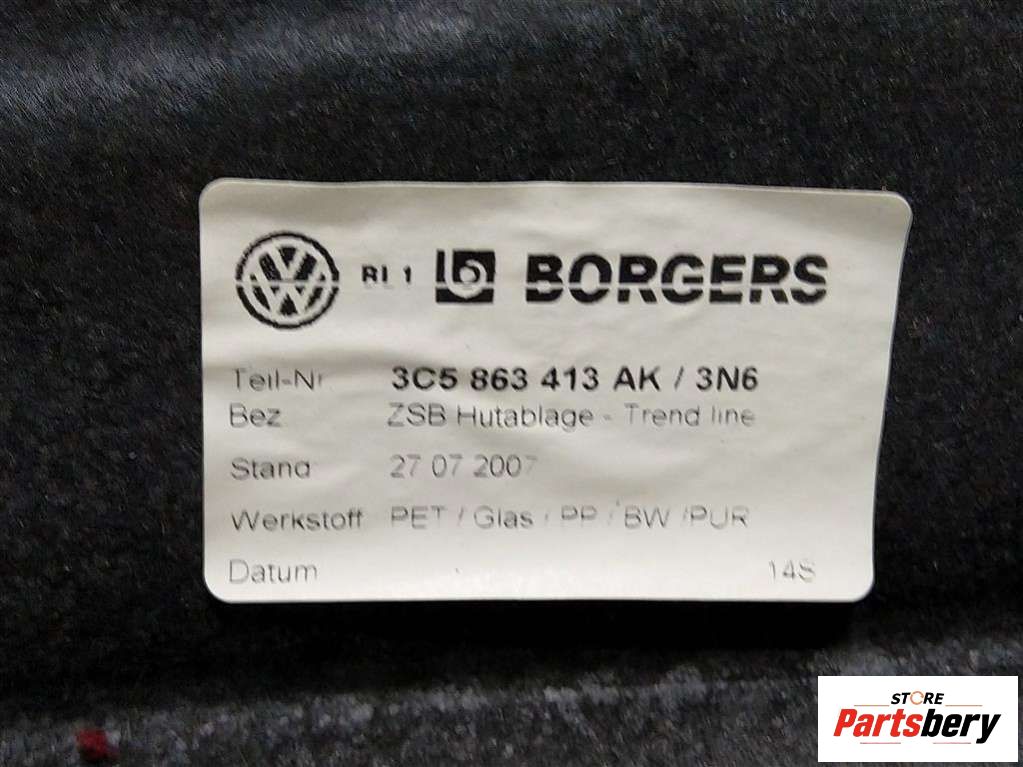 RL 1 BORGERS
Teil-Nr 3C5 863 413 AK / 3N6
Bez ZSB Hutablage - Trend line
Stand 27 07 2007
Werkstoff PET / Glas / PP / BW / PUR
Datum 14S
STORE
Partsbery